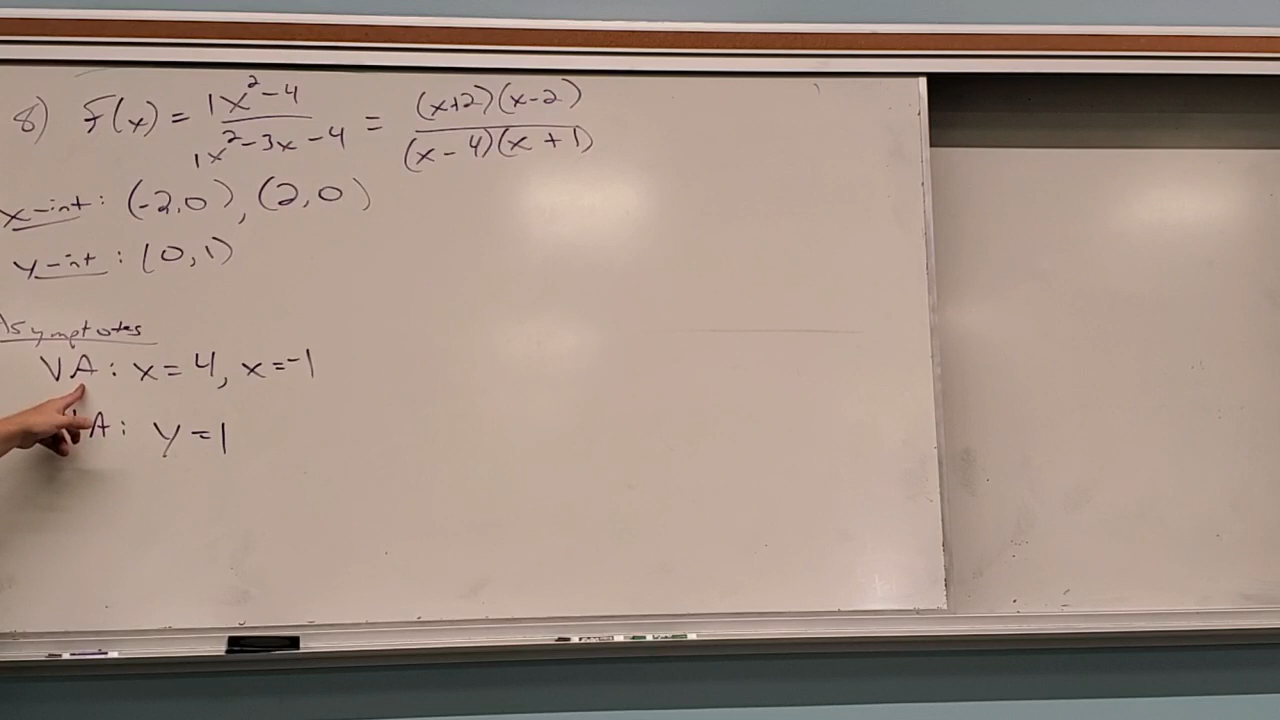 8) f(x) = 1x²-4 / 1x²-3x-4 = (x+2)(x-2) / (x-4)(x+1)
x-int: (-2,0), (2,0)
y-int: (0,1)
Asymptotes
VA: x=4, x=-1
A: y=1